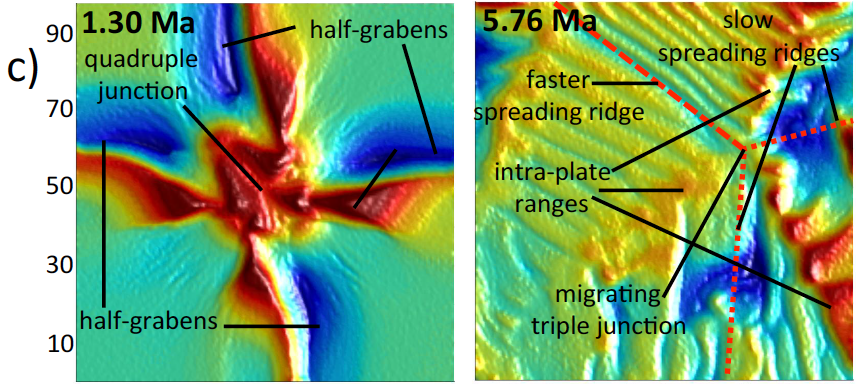 c)
90
70
50
30
10
1.30 Ma
quadruple
junction
half-grabens
half-grabens
5.76 Ma
slow
spreading ridges
faster
spreading ridge
intra-plate
ranges
migrating
triple junction